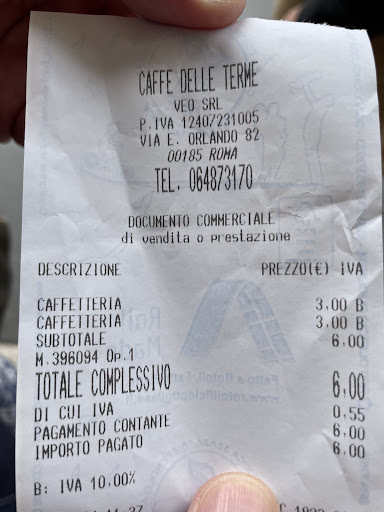 CAFFE DELLE TERME
VEO SRL
P.IVA 12407231005
VIA E. ORLANDO 82
00185 ROMA
TEL. 064873170
DOCUMENTO COMMERCIALE
di vendita o prestazione
DESCRIZIONE PREZZO(€) IVA
CAFFETTERIA 3,00 B
CAFFETTERIA 3,00 B
SUBTOTALE 6,00
M.396094 Op.1
TOTALE COMPLESSIVO 6,00
DI CUI IVA 0,55
PAGAMENTO CONTANTE 6,00
IMPORTO PAGATO 6,00
B: IVA 10,00%